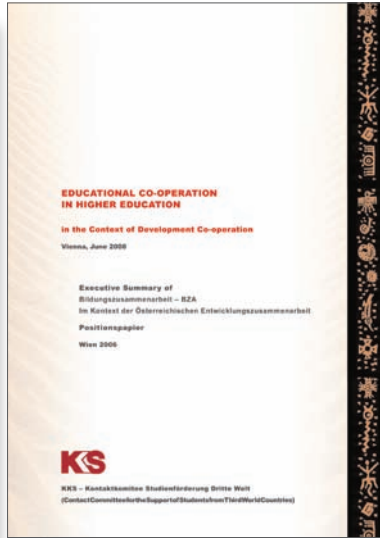 EDUCATIONAL CO-OPERATION
IN HIGHER EDUCATION
in the Context of Development Co-operation
Vienna, June 2008
Executive Summary of
Bildungszusammenarbeit – BZA
Im Kontext der Österreichischen Entwicklungszusammenarbeit
Positionspapier
Wien 2006
KKS
KKS – Kontaktkomitee Studienförderung Dritte Welt
(ContactCommitteefortheSupportofStudentsfromThirdWorldCountries)